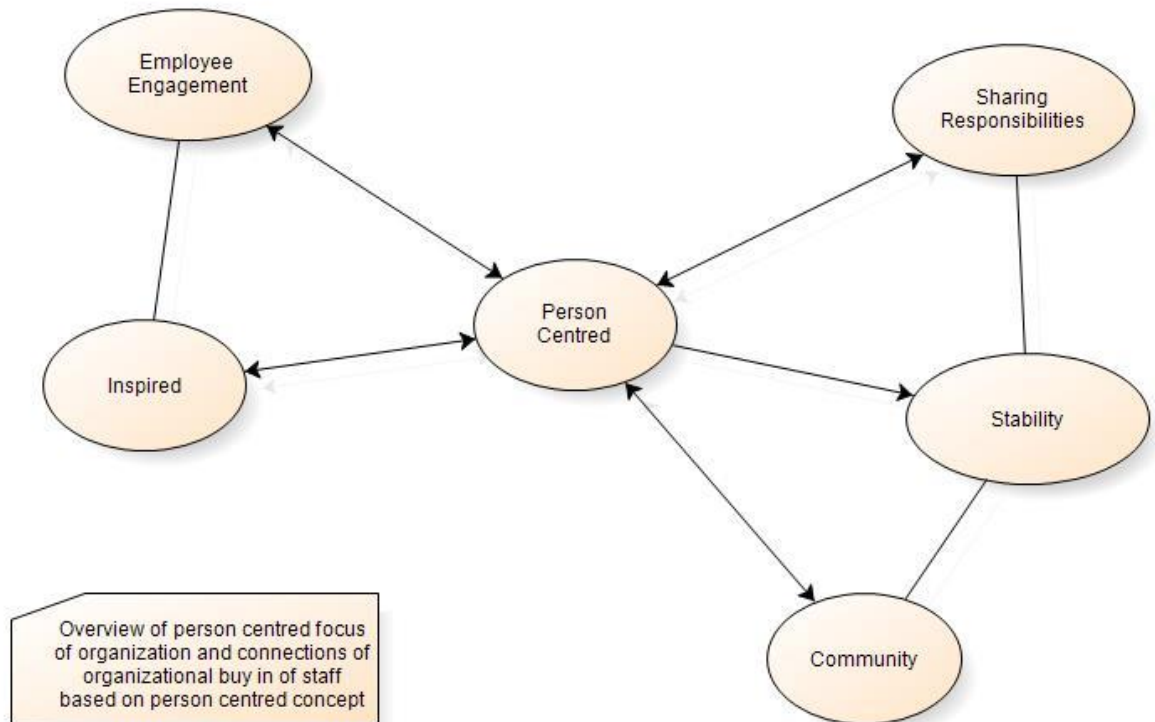 Employee
Engagement
Sharing
Responsibilities
Person
Centred
Inspired
Stability
Community
Overview of person centred focus
of organization and connections of
organizational buy in of staff
based on person centred concept